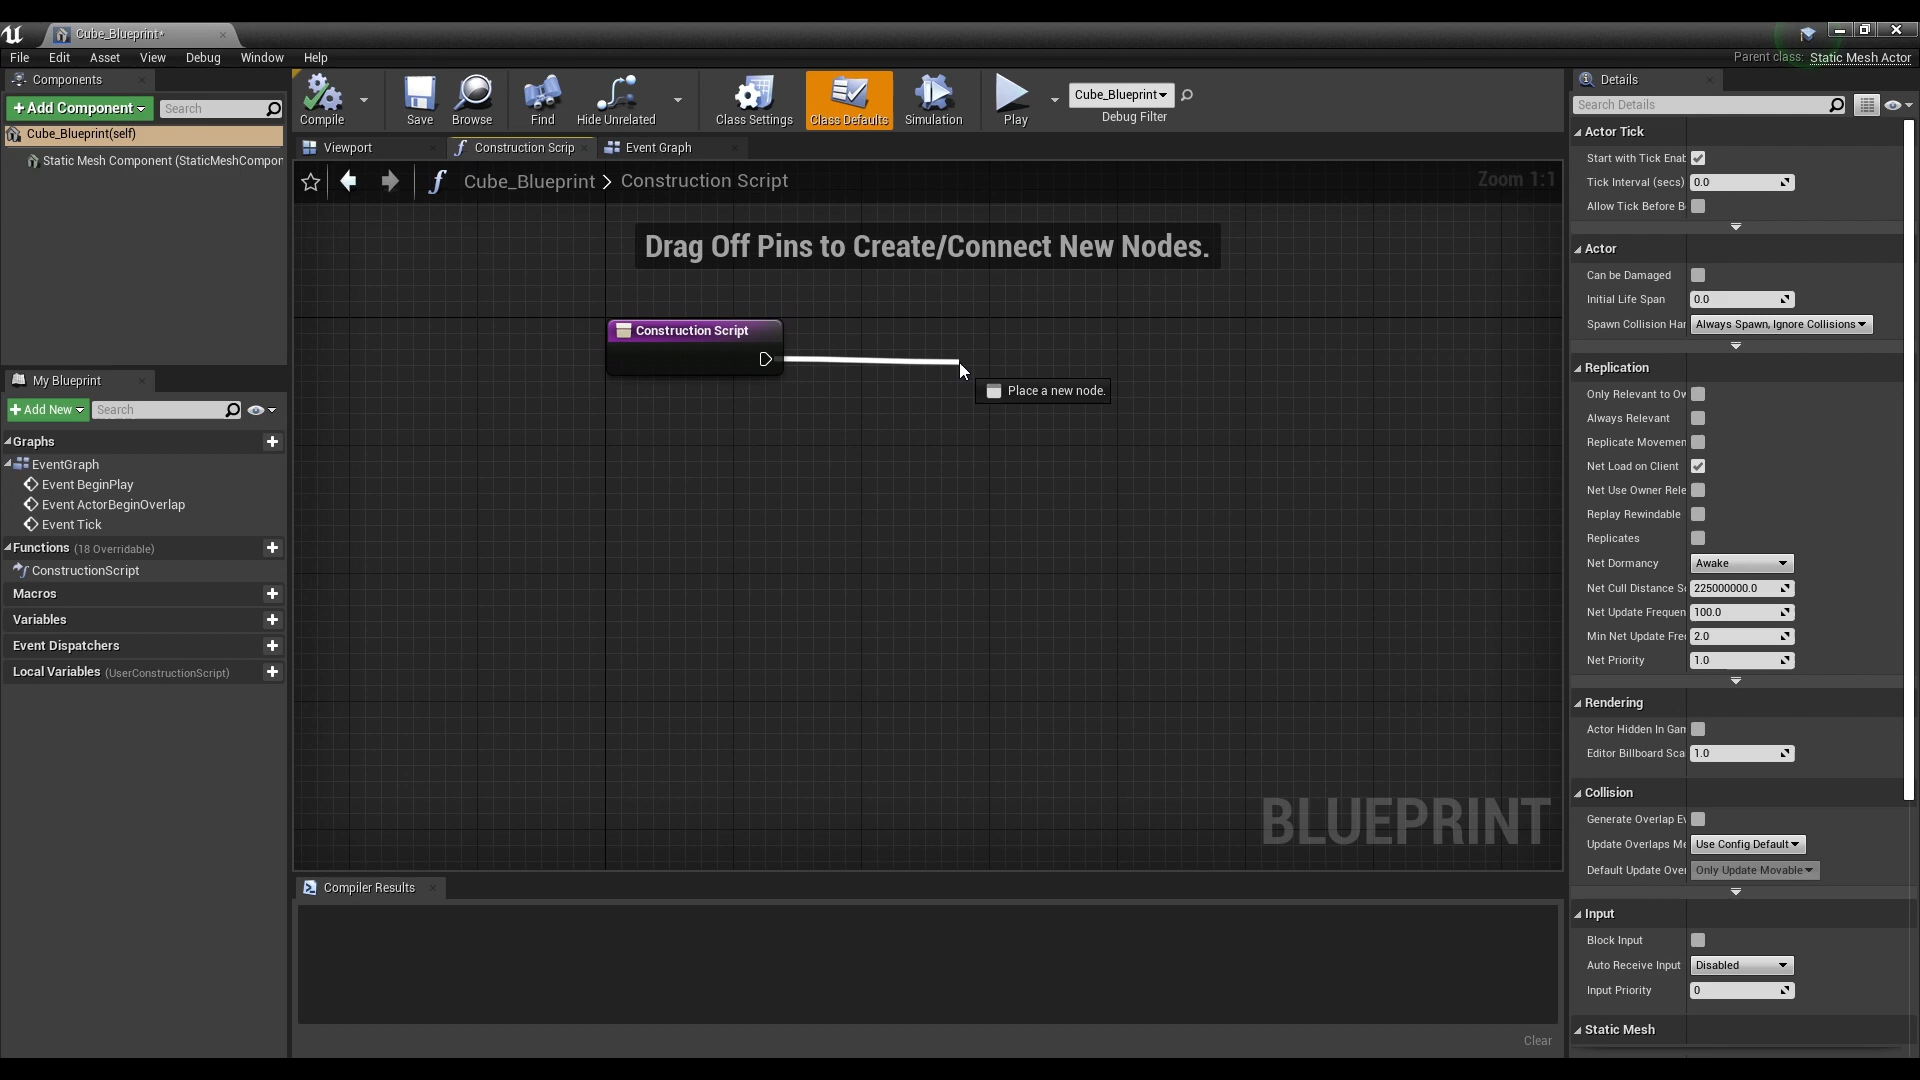 Cube_Blueprint*
File Edit Asset View Debug Window Help
Parent class: Static Mesh Actor
Components
+Add Component
Search
Cube_Blueprint(self)
Static Mesh Component (StaticMeshCompor
Compile
Save
Browse
Find
Hide Unrelated
Class Settings
Class Defaults
Simulation
Play
Cube_Blueprint
Debug Filter
Viewport
Construction Scrip
Event Graph
Cube_Blueprint > Construction Script
Zoom 1:1
Drag Off Pins to Create/Connect New Nodes.
Construction Script
Place a new node.
BLUEPRINT
My Blueprint
+Add New
Search
Graphs
EventGraph
Event BeginPlay
Event ActorBeginOverlap
Event Tick
Functions (18 Overridable)
ConstructionScript
Macros
Variables
Event Dispatchers
Local Variables (UserConstructionScript)
Compiler Results
Clear
Details
Search Details
Actor Tick
Start with Tick Enab
Tick Interval (secs) 0.0
Allow Tick Before B
Actor
Can be Damaged
Initial Life Span 0.0
Spawn Collision Har Always Spawn, Ignore Collisions
Replication
Only Relevant to Ow
Always Relevant
Replicate Movemen
Net Load on Client
Net Use Owner Rele
Replay Rewindable
Replicates
Net Dormancy Awake
Net Cull Distance Sc 225000000.0
Net Update Frequen 100.0
Min Net Update Fre 2.0
Net Priority 1.0
Rendering
Actor Hidden In Gam
Editor Billboard Sca 1.0
Collision
Generate Overlap Ev
Update Overlaps Me Use Config Default
Default Update Over Only Update Movable
Input
Block Input
Auto Receive Input Disabled
Input Priority 0
Static Mesh